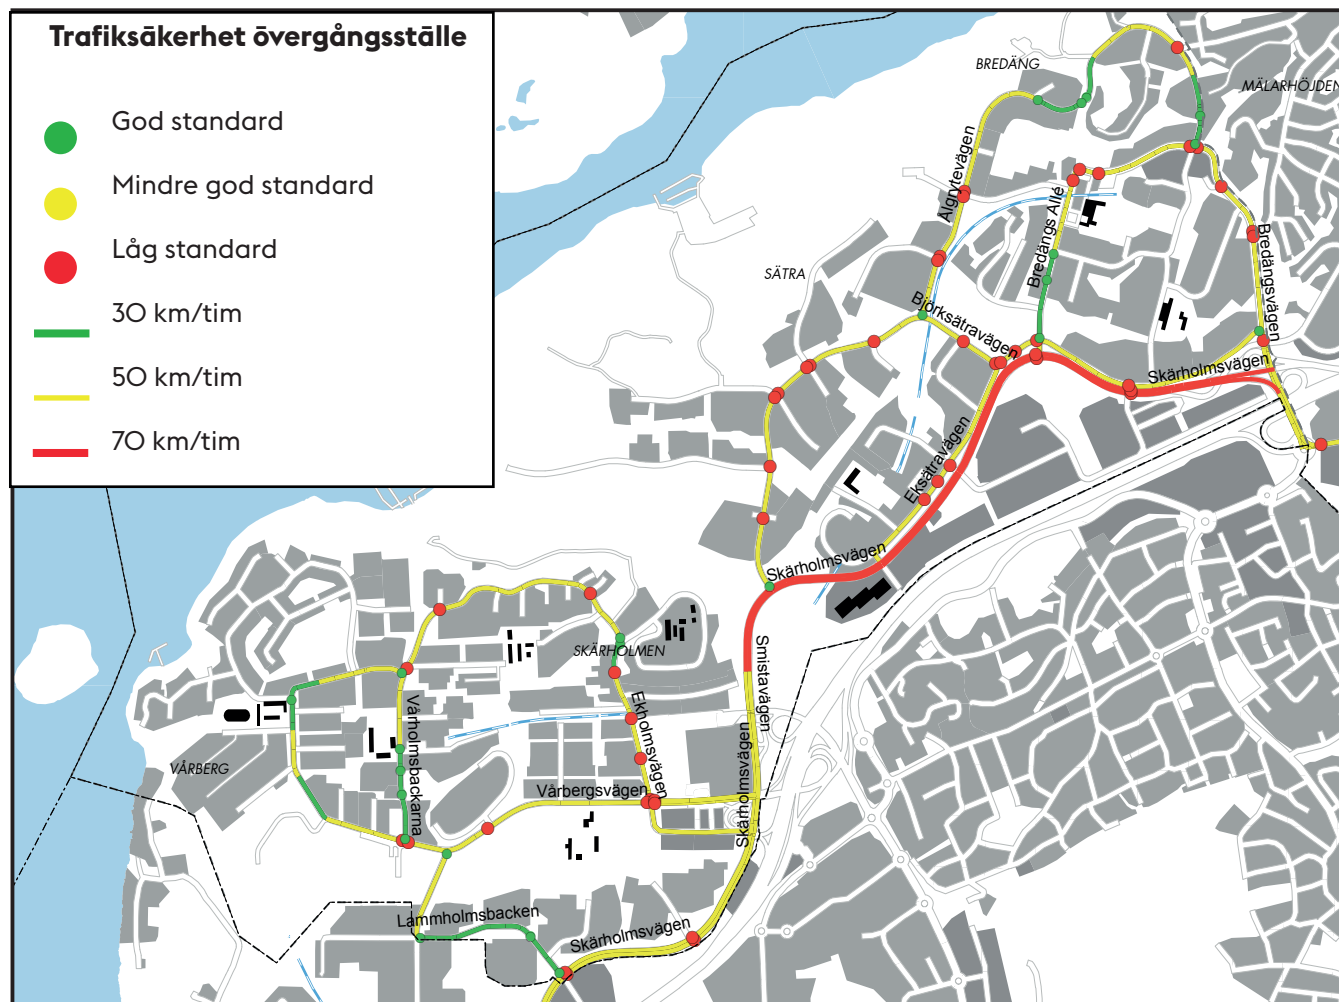 Trafiksäkerhet övergångsställe
God standard
Mindre god standard
Låg standard
30 km/tim
50 km/tim
70 km/tim
BREDÄNG
MÄLARHÖJDEN
Älgrytevägen
Bredängs Allé
Bredängsvägen
SÄTRA
Björksätravägen
Skärholmsvägen
Eksätravägen
Skärholmsvägen
SKÄRHOLMEN
Smistavägen
Ekholmsvägen
Vårholmsbackarna
VÅRBERG
Vårbergsvägen
Skärholmsvägen
Lammholmsbacken
Skärholmsvägen